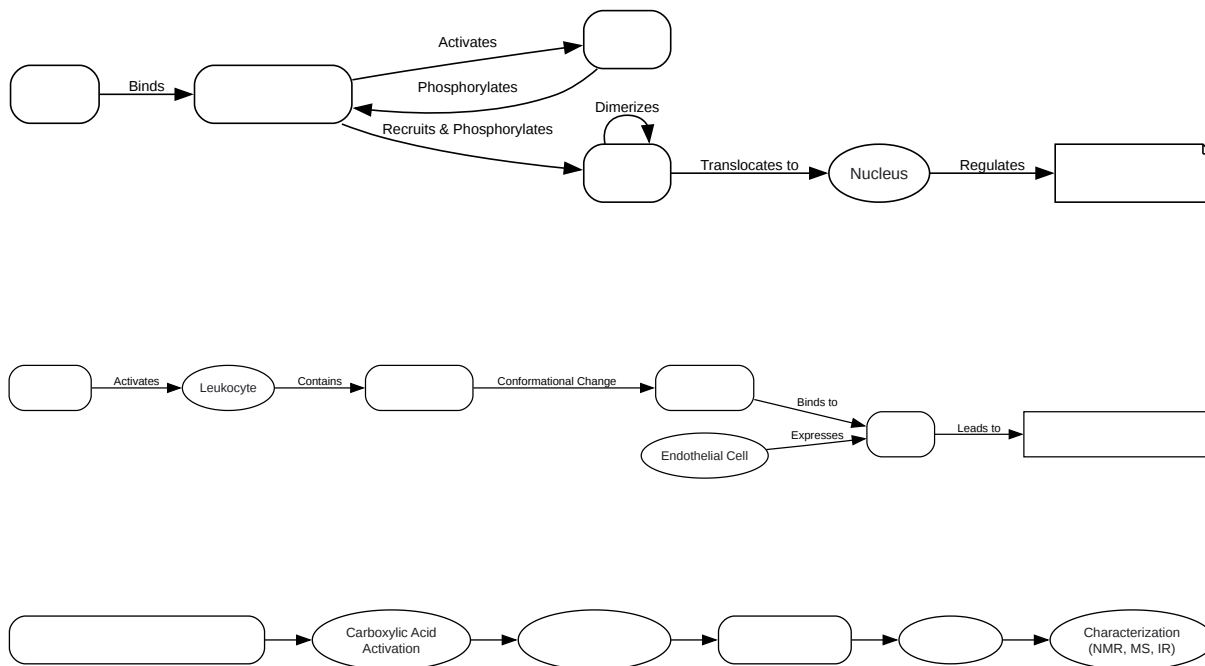 Activates
Binds
Phosphorylates
Dimerizes
Recruits & Phosphorylates
Translocates to
Nucleus
Regulates
Activates
Leukocyte
Contains
Conformational Change
Binds to
Expresses
Endothelial Cell
Leads to
Carboxylic Acid
Activation
Characterization
(NMR, MS, IR)